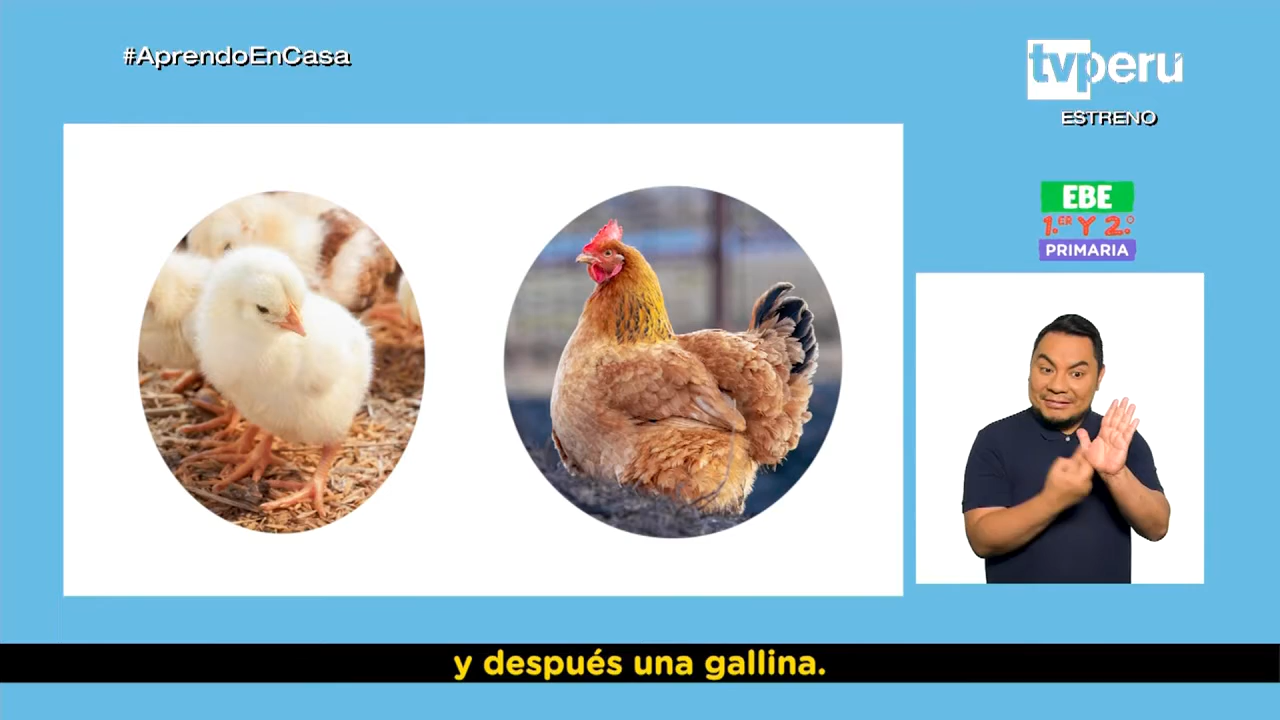 #AprendoEnCasa
tvperu
ESTRENO
EBE
1.ER Y 2.°
PRIMARIA
y después una gallina.